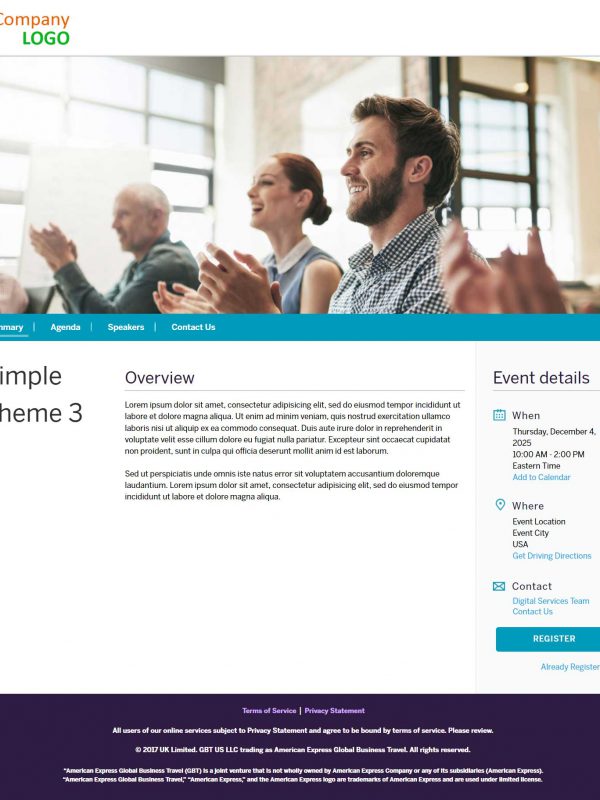 Company
LOGO
mmary | Agenda | Speakers | Contact Us
imple
heme 3
Overview
Lorem ipsum dolor sit amet, consectetur adipisicing elit, sed do eiusmod tempor incididunt ut
labore et dolore magna aliqua. Ut enim ad minim veniam, quis nostrud exercitation ullamco
laboris nisi ut aliquip ex ea commodo consequat. Duis aute irure dolor in reprehenderit in
voluptate velit esse cillum dolore eu fugiat nulla pariatur. Excepteur sint occaecat cupidatat
non proident, sunt in culpa qui officia deserunt mollit anim id est laborum.
Sed ut perspiciatis unde omnis iste natus error sit voluptatem accusantium doloremque
laudantium. Lorem ipsum dolor sit amet, consectetur adipisicing elit, sed do eiusmod tempor
incididunt ut labore et dolore magna aliqua.
Event details
When
Thursday, December 4,
2025
10:00 AM - 2:00 PM
Eastern Time
Add to Calendar
Where
Event Location
Event City
USA
Get Driving Directions
Contact
Digital Services Team
Contact Us
REGISTER
Already Register
Terms of Service | Privacy Statement
All users of our online services subject to Privacy Statement and agree to be bound by terms of service. Please review.
© 2017 UK Limited. GBT US LLC trading as American Express Global Business Travel. All rights reserved.
"American Express Global Business Travel (GBT) is a joint venture that is not wholly owned by American Express Company or any of its subsidiaries (American Express).
"American Express Global Business Travel," "American Express," and the American Express logo are trademarks of American Express and are used under limited license.